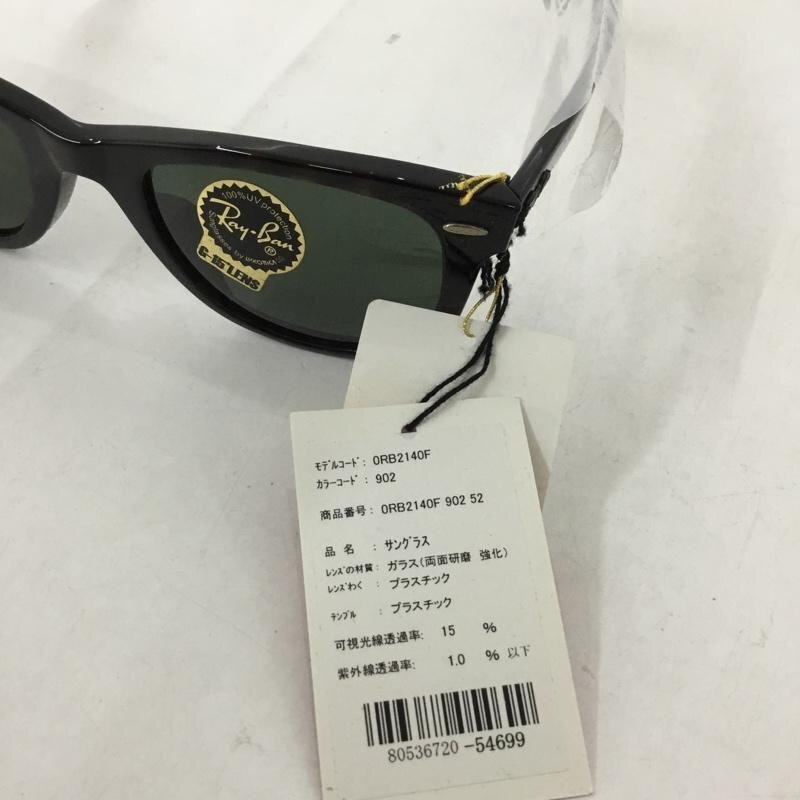 100% UV protection
Ray-Ban®
Sunglasses by LUXOTTICA
G-15 LENS
モデルコード: 0RB2140F
カラーコード: 902
商品番号: 0RB2140F 902 52
品 名 : サングラス
レンズの材質: ガラス(両面研磨 強化)
レンズわく : プラスチック
テンプル : プラスチック
可視光線透過率: 15 %
紫外線透過率: 1.0 % 以下
80536720-54699